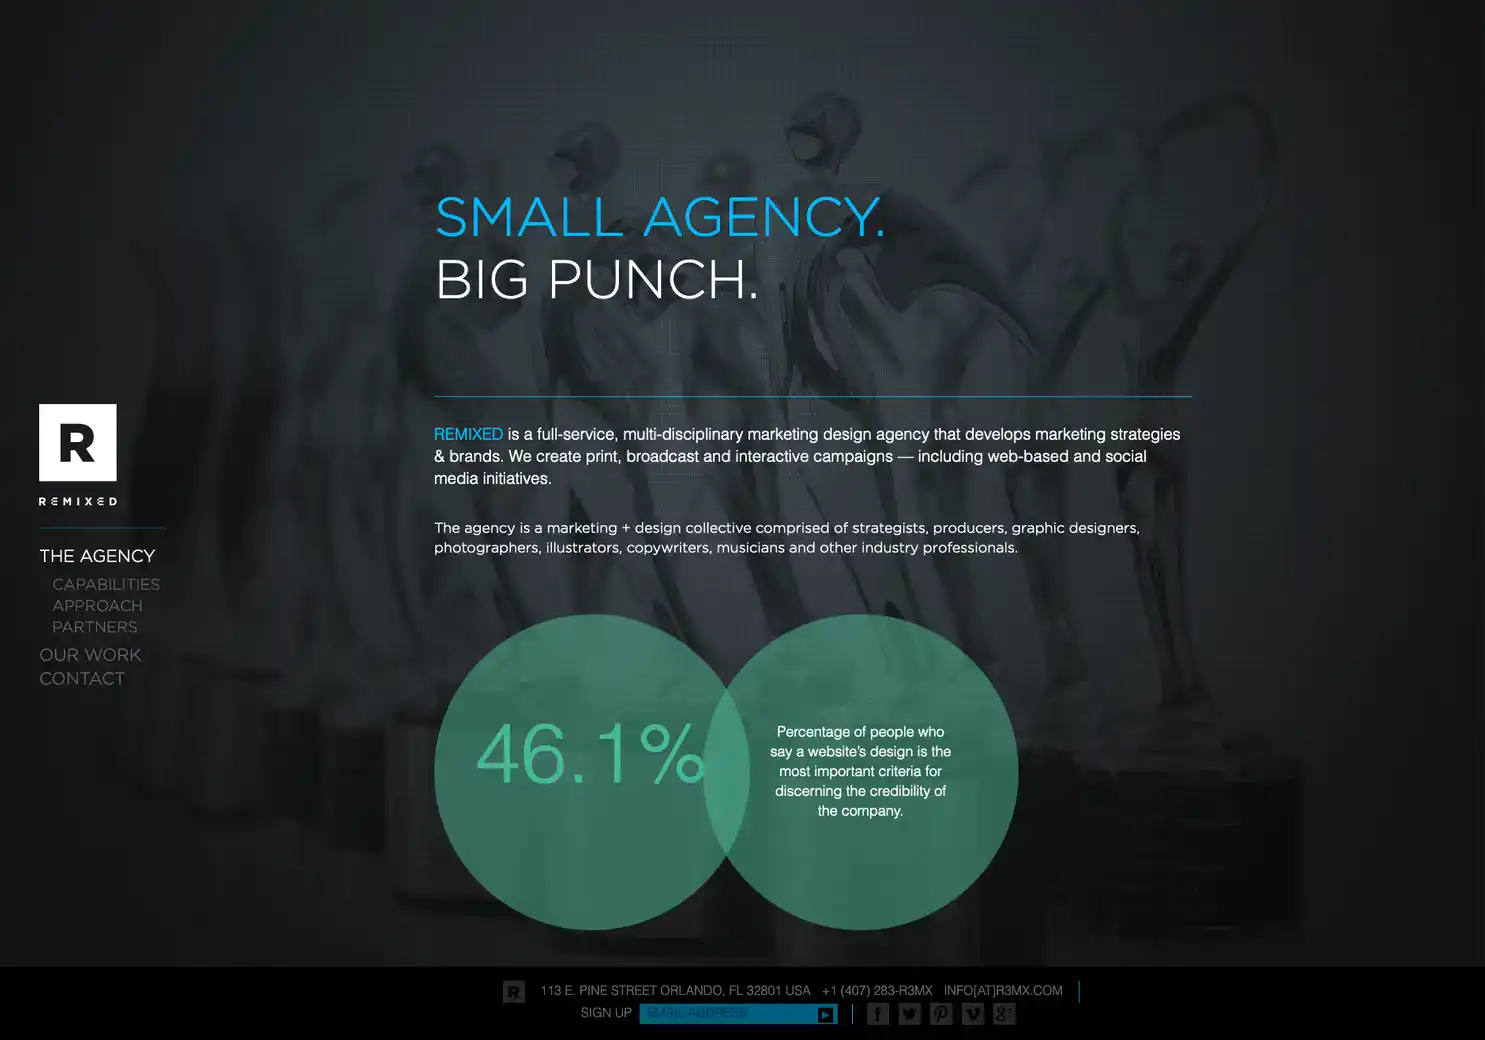 SMALL AGENCY.
BIG PUNCH.
REMIXED is a full-service, multi-disciplinary marketing design agency that develops marketing strategies
& brands. We create print, broadcast and interactive campaigns — including web-based and social
media initiatives.
The agency is a marketing + design collective comprised of strategists, producers, graphic designers,
photographers, illustrators, copywriters, musicians and other industry professionals.
R
REMIXED
THE AGENCY
CAPABILITIES
APPROACH
PARTNERS
OUR WORK
CONTACT
46.1%
Percentage of people who
say a website's design is the
most important criteria for
discerning the credibility of
the company.
R 113 E. PINE STREET ORLANDO, FL 32801 USA +1 (407) 283-R3MX INFO[AT]R3MX.COM
SIGN UP EMAIL ADDRESS